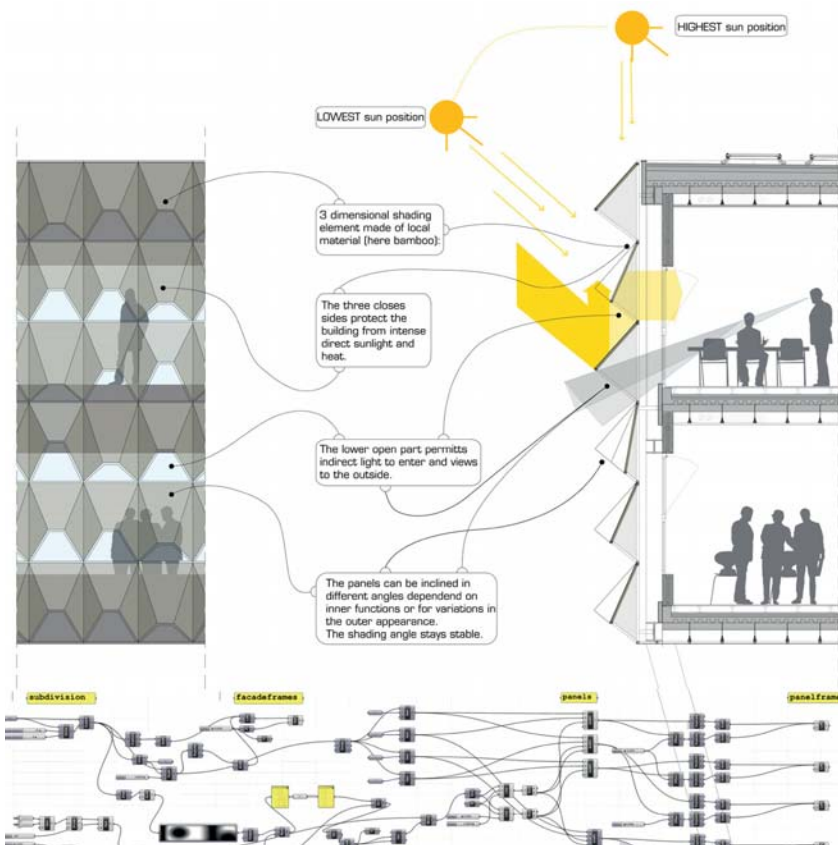 HIGHEST sun position
LOWEST sun position
3 dimensional shading
element made of local
material (here bamboo):
The three closes
sides protect the
building from intense
direct sunlight and
heat.
The lower open part permitts
indirect light to enter and views
to the outside.
The panels can be inclined in
different angles dependend on
inner functions or for variations in
the outer appearance.
The shading angle stays stable.
subdivision
facadeframes
panels
panelframe